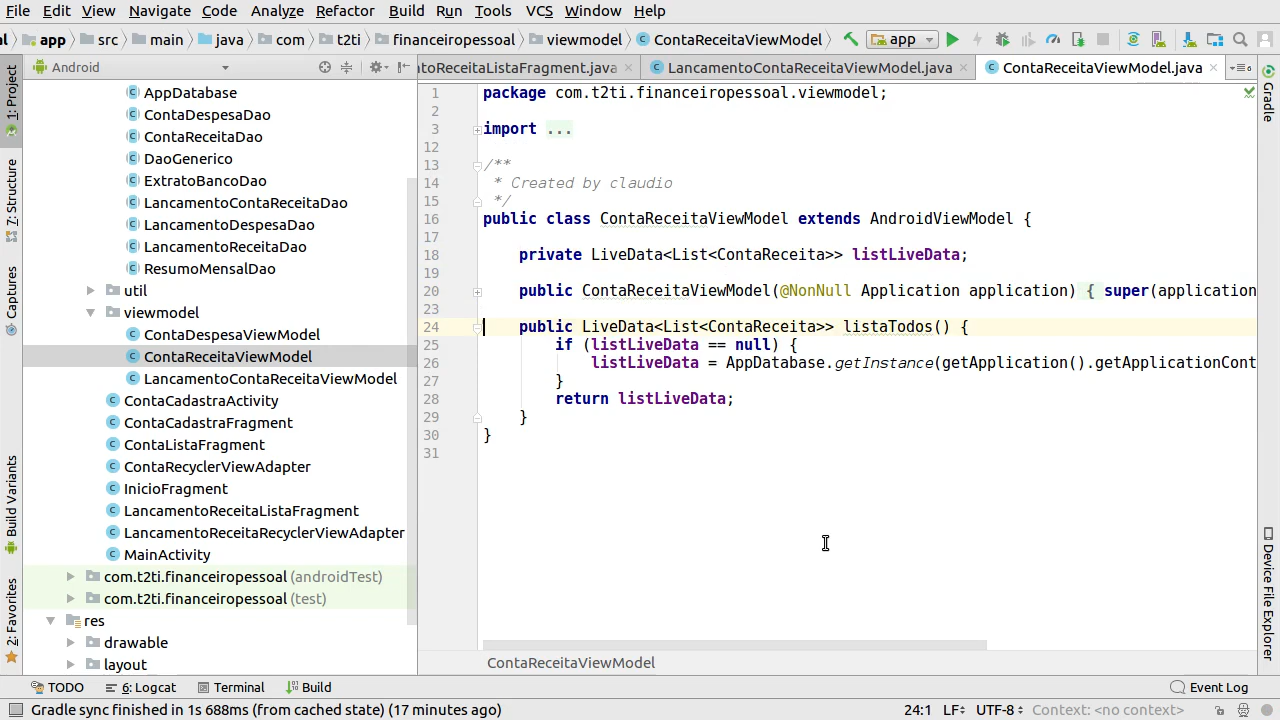 File Edit View Navigate Code Analyze Refactor Build Run Tools VCS Window Help
al app src main java com t2ti financeiropessoal viewmodel ContaReceitaViewModel app
1: Project
Android
toReceitaListaFragment.java LancamentoContaReceitaViewModel.java ContaReceitaViewModel.java 6
Gradle
7: Structure
Captures
Build Variants
2: Favorites
AppDatabase
ContaDespesaDao
ContaReceitaDao
DaoGenerico
ExtratoBancoDao
LancamentoContaReceitaDao
LancamentoDespesaDao
LancamentoReceitaDao
ResumoMensalDao
util
viewmodel
ContaDespesaViewModel
ContaReceitaViewModel
LancamentoContaReceitaViewModel
ContaCadastraActivity
ContaCadastraFragment
ContaListaFragment
ContaRecyclerViewAdapter
InicioFragment
LancamentoReceitaListaFragment
LancamentoReceitaRecyclerViewAdapter
MainActivity
com.t2ti.financeiropessoal (androidTest)
com.t2ti.financeiropessoal (test)
res
drawable
layout
1 package com.t2ti.financeiropessoal.viewmodel;
2
3 import ...
12
13 /**
14 * Created by claudio
15 */
16 public class ContaReceitaViewModel extends AndroidViewModel {
17
18 private LiveData<List<ContaReceita>> listLiveData;
19
20 public ContaReceitaViewModel(@NonNull Application application) { super(application
23
24 public LiveData<List<ContaReceita>> listaTodos() {
25 if (listLiveData == null) {
26 listLiveData = AppDatabase.getInstance(getApplication().getApplicationCont
27 }
28 return listLiveData;
29 }
30 }
31
ContaReceitaViewModel
Device File Explorer
TODO 6: Logcat Terminal Build Event Log
Gradle sync finished in 1s 688ms (from cached state) (17 minutes ago) 24:1 LF UTF-8 Context: <no context>